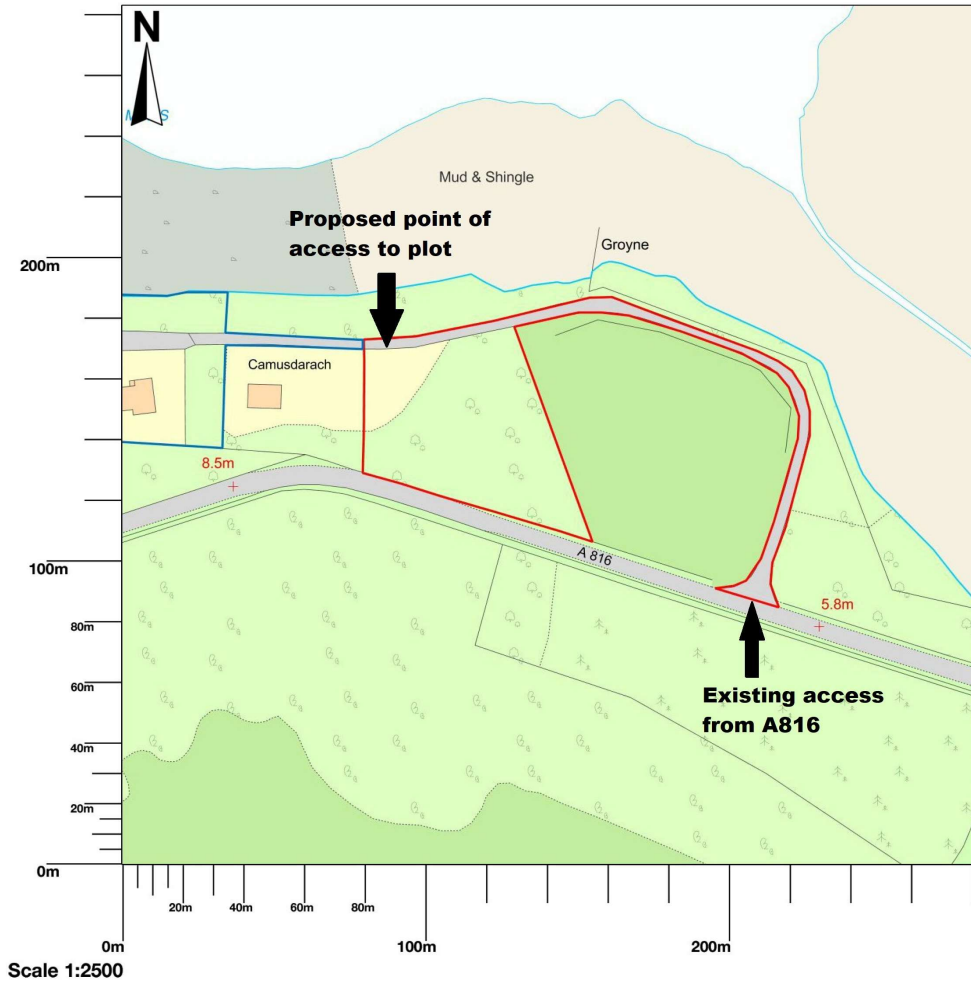 N
M S
Mud & Shingle
Proposed point of
access to plot
Groyne
200m
Camusdarach
8.5m
A 816
100m
5.8m
80m
60m
Existing access
from A816
40m
20m
0m
20m
40m
60m
80m
0m
100m
200m
Scale 1:2500